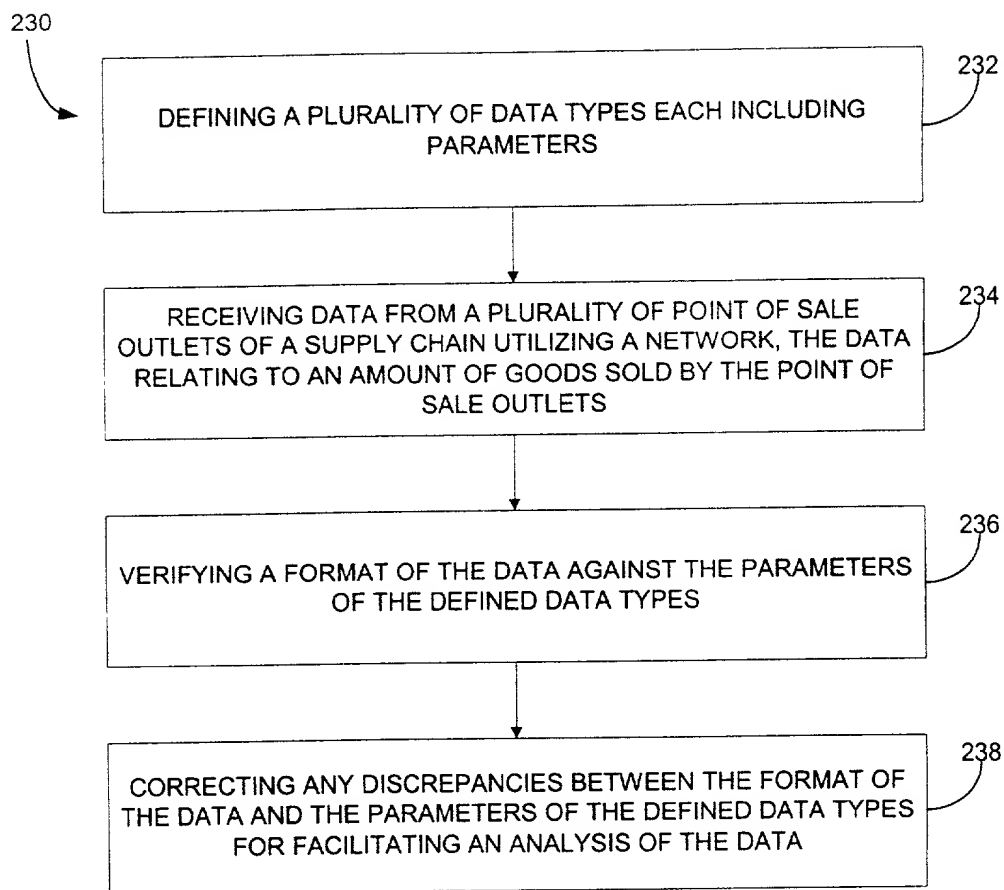 230
232
DEFINING A PLURALITY OF DATA TYPES EACH INCLUDING
PARAMETERS
234
RECEIVING DATA FROM A PLURALITY OF POINT OF SALE
OUTLETS OF A SUPPLY CHAIN UTILIZING A NETWORK, THE DATA
RELATING TO AN AMOUNT OF GOODS SOLD BY THE POINT OF
SALE OUTLETS
236
VERIFYING A FORMAT OF THE DATA AGAINST THE PARAMETERS
OF THE DEFINED DATA TYPES
238
CORRECTING ANY DISCREPANCIES BETWEEN THE FORMAT OF
THE DATA AND THE PARAMETERS OF THE DEFINED DATA TYPES
FOR FACILITATING AN ANALYSIS OF THE DATA